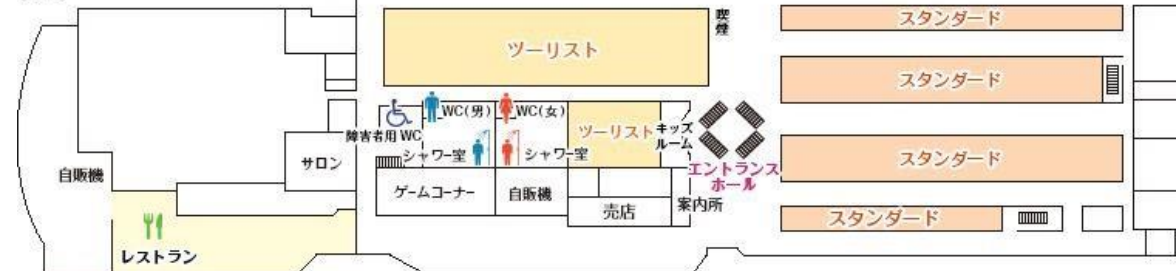 スタンダード
喫
煙
ツーリスト
スタンダード
WC(男)
WC(女)
障害者用 WC
ツーリスト
キッズ
ルーム
シャワー室
シャワー室
サロン
エントランス
ホール
スタンダード
自販機
ゲームコーナー
自販機
売店
案内所
スタンダード
レストラン